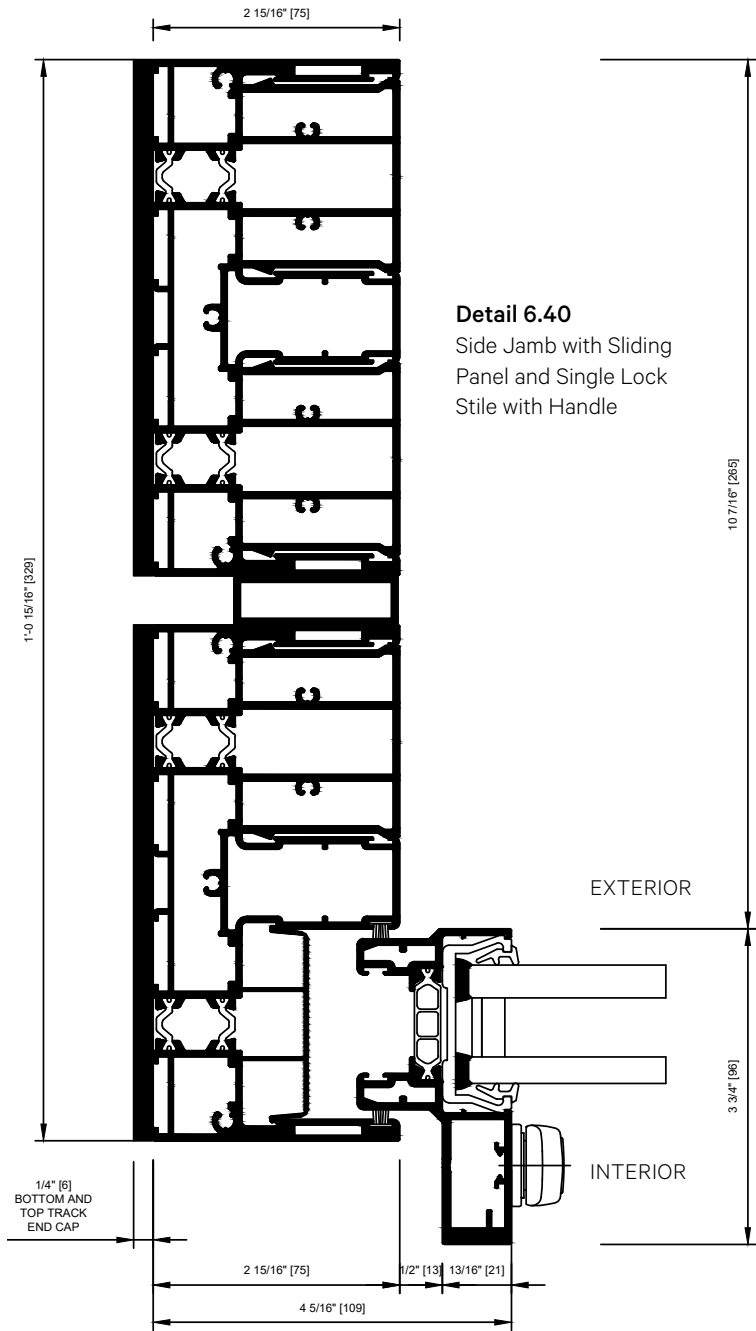 2 15/16" [75]
Detail 6.40
Side Jamb with Sliding
Panel and Single Lock
Stile with Handle
10 7/16" [265]
1'-0 15/16" [329]
EXTERIOR
3 3/4" [96]
INTERIOR
1/4" [6]
BOTTOM AND
TOP TRACK
END CAP
2 15/16" [75]
1/2" [13]
13/16" [21]
4 5/16" [109]